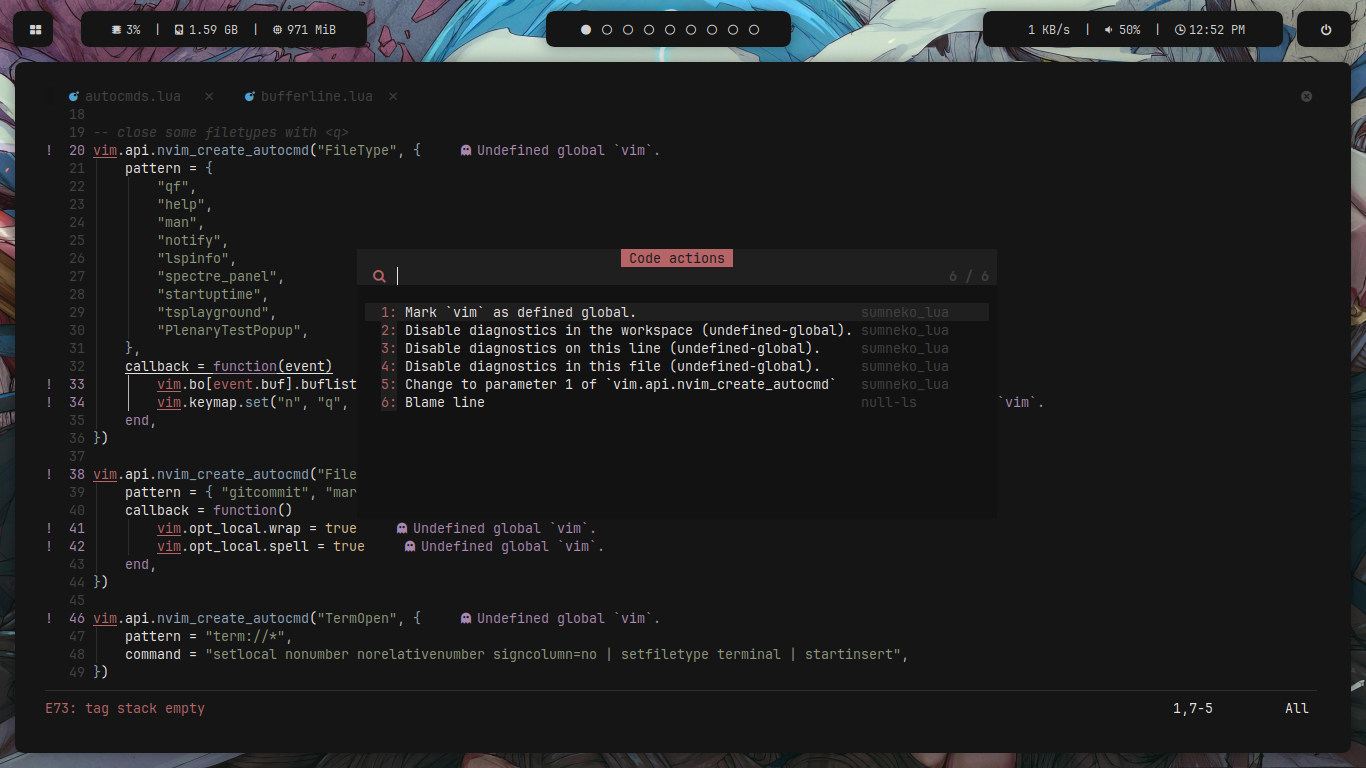 3% | 1.59 GB | 971 MiB
1 KB/s | 50% | 12:52 PM
autocmds.lua × bufferline.lua ×
18
19 -- close some filetypes with <q>
! 20 vim.api.nvim_create_autocmd("FileType", { Undefined global `vim`.
21 pattern = {
22 "qf",
23 "help",
24 "man",
25 "notify",
26 "lspinfo",
27 "spectre_panel",
28 "startuptime",
29 "tsplayground",
30 "PlenaryTestPopup",
31 },
32 callback = function(event)
! 33 vim.bo[event.buf].buflist
! 34 vim.keymap.set("n", "q", `vim`.
35 end,
36 })
37
! 38 vim.api.nvim_create_autocmd("File
39 pattern = { "gitcommit", "mar
40 callback = function()
! 41 vim.opt_local.wrap = true Undefined global `vim`.
! 42 vim.opt_local.spell = true Undefined global `vim`.
43 end,
44 })
45
! 46 vim.api.nvim_create_autocmd("TermOpen", { Undefined global `vim`.
47 pattern = "term://*",
48 command = "setlocal nonumber norelativenumber signcolumn=no | setfiletype terminal | startinsert",
49 })
Code actions
6 / 6
1: Mark `vim` as defined global. sumneko_lua
2: Disable diagnostics in the workspace (undefined-global). sumneko_lua
3: Disable diagnostics on this line (undefined-global). sumneko_lua
4: Disable diagnostics in this file (undefined-global). sumneko_lua
5: Change to parameter 1 of `vim.api.nvim_create_autocmd` sumneko_lua
6: Blame line null-ls
E73: tag stack empty 1,7-5 All